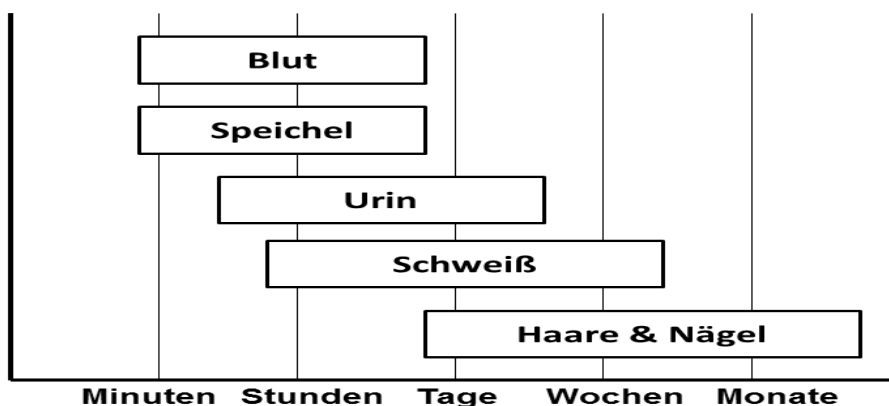 Blut
Speichel
Urin
Schweiß
Haare & Nägel
Minuten Stunden Tage Wochen Monate